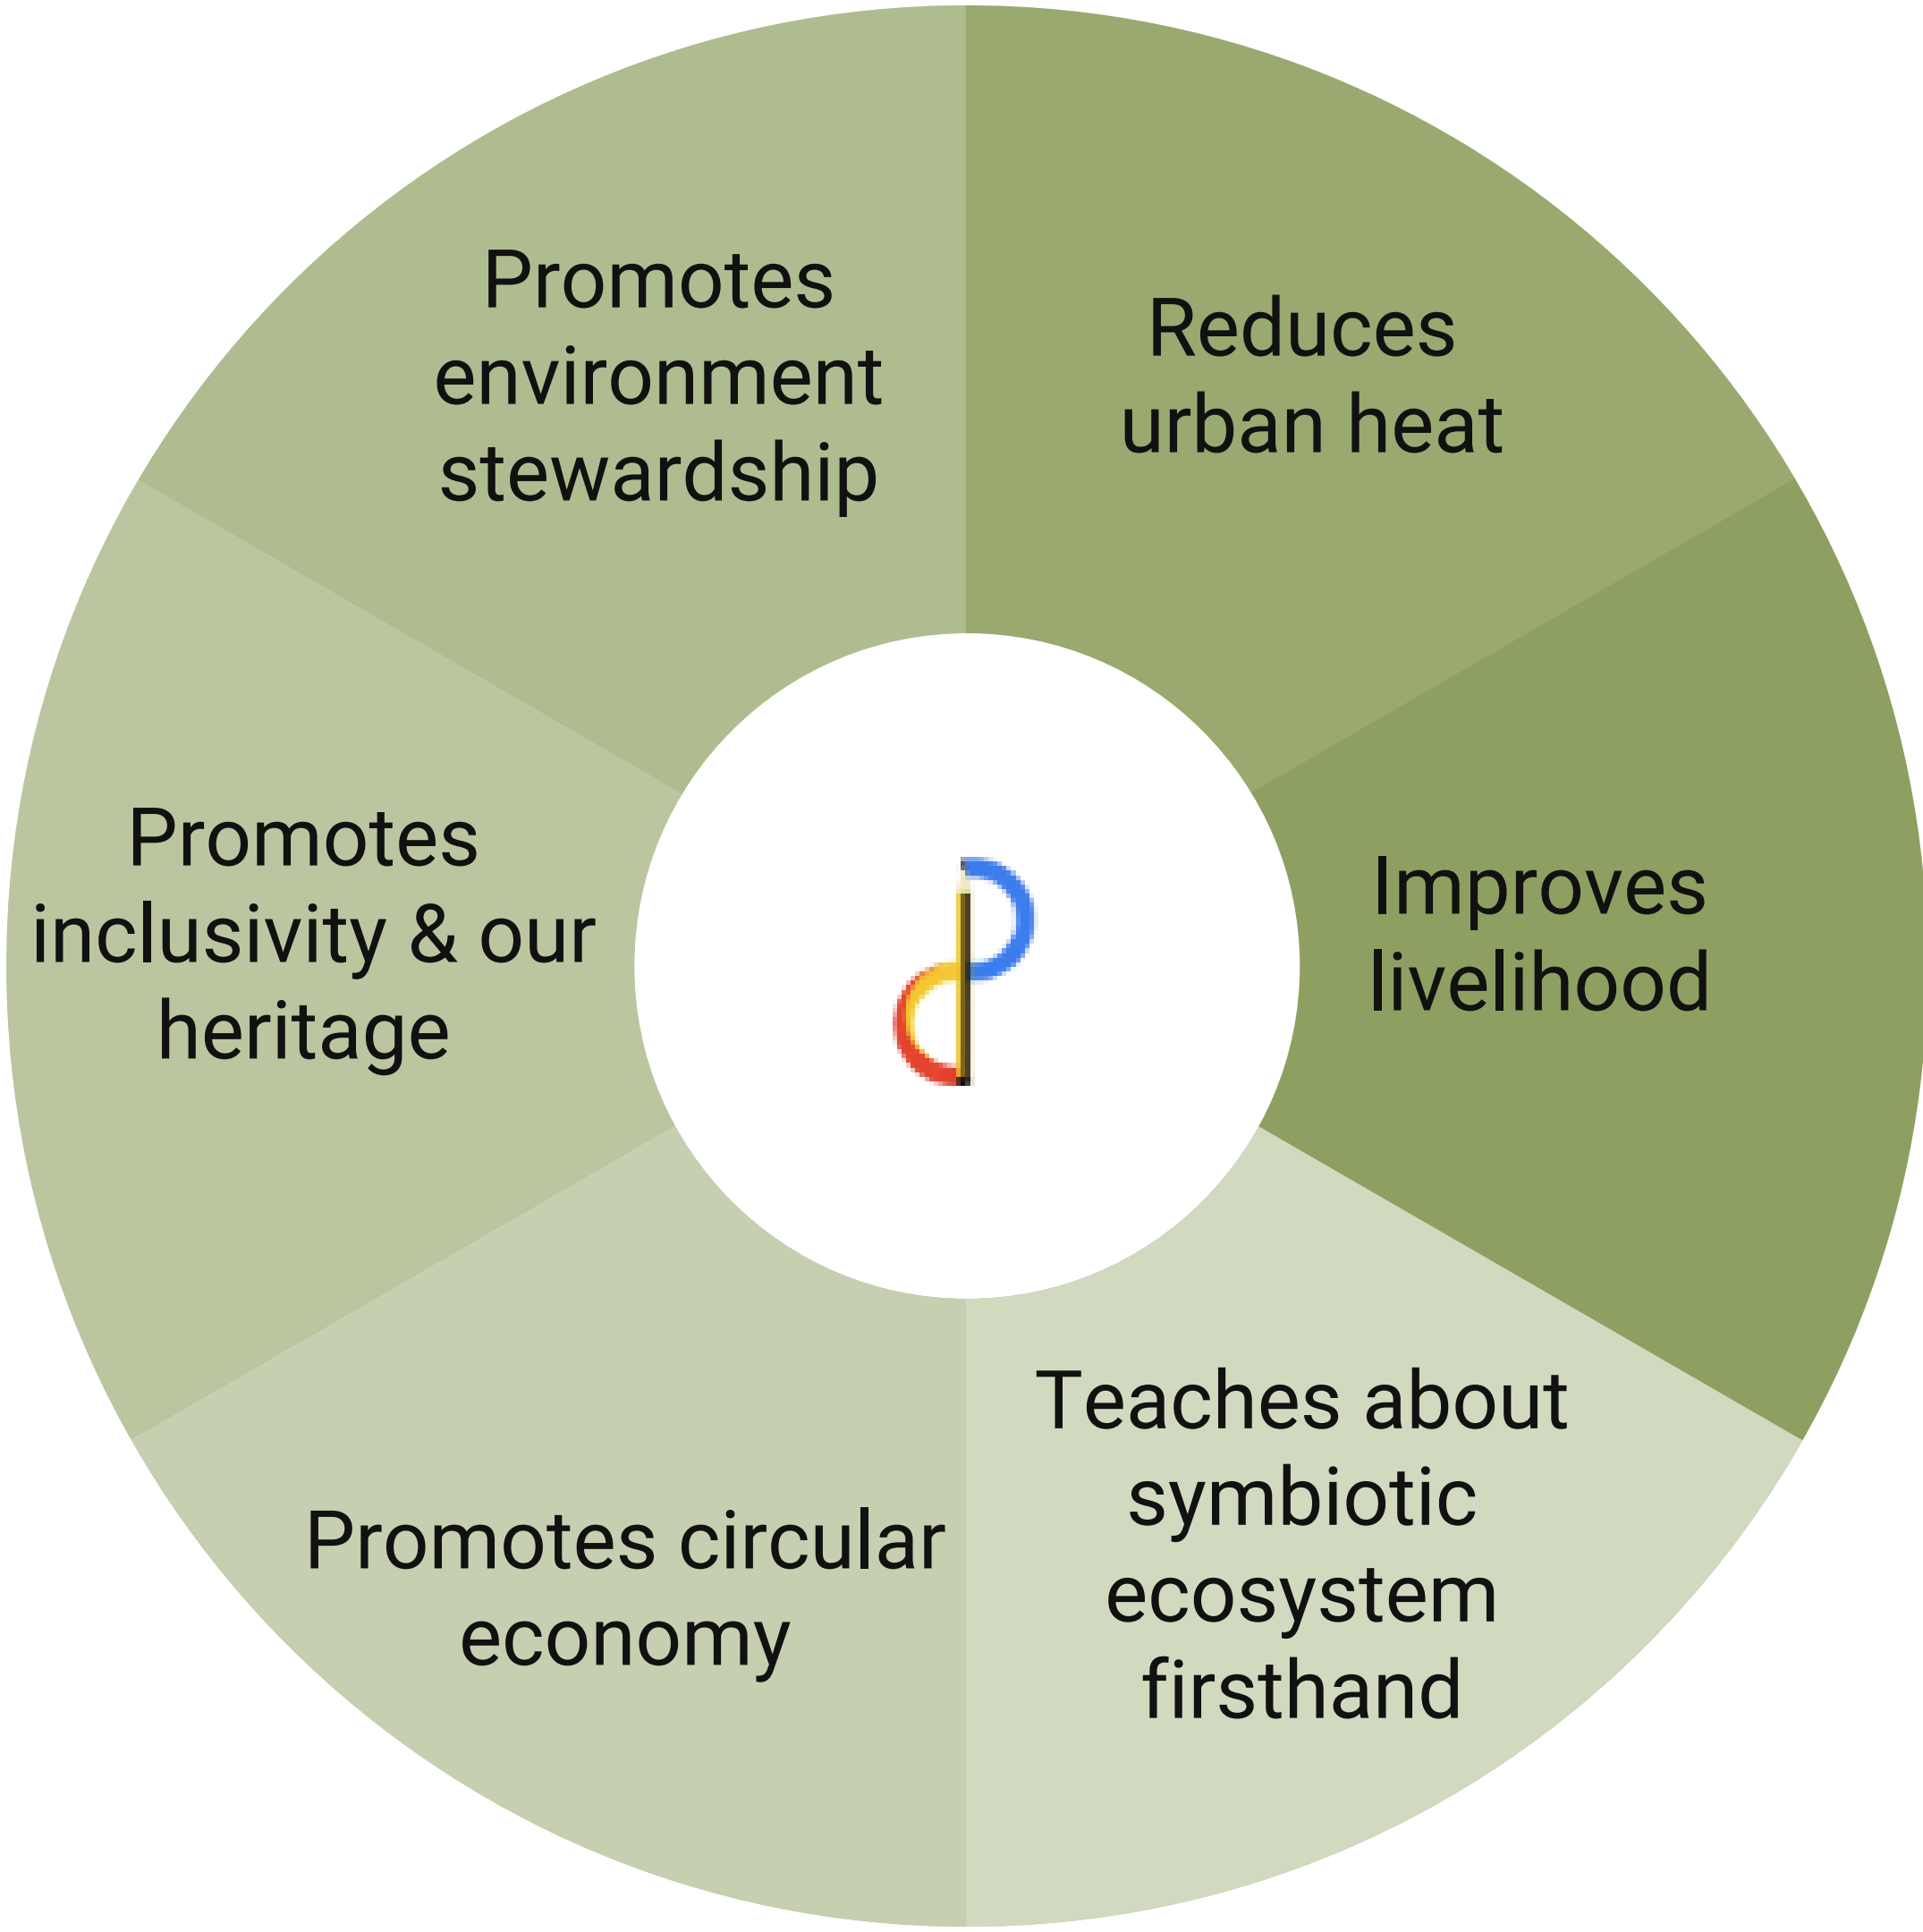 Promotes
environment
stewardship
Reduces
urban heat
Improves
livelihood
Teaches about
symbiotic
ecosystem
firsthand
Promotes circular
economy
Promotes
inclusivity & our
heritage